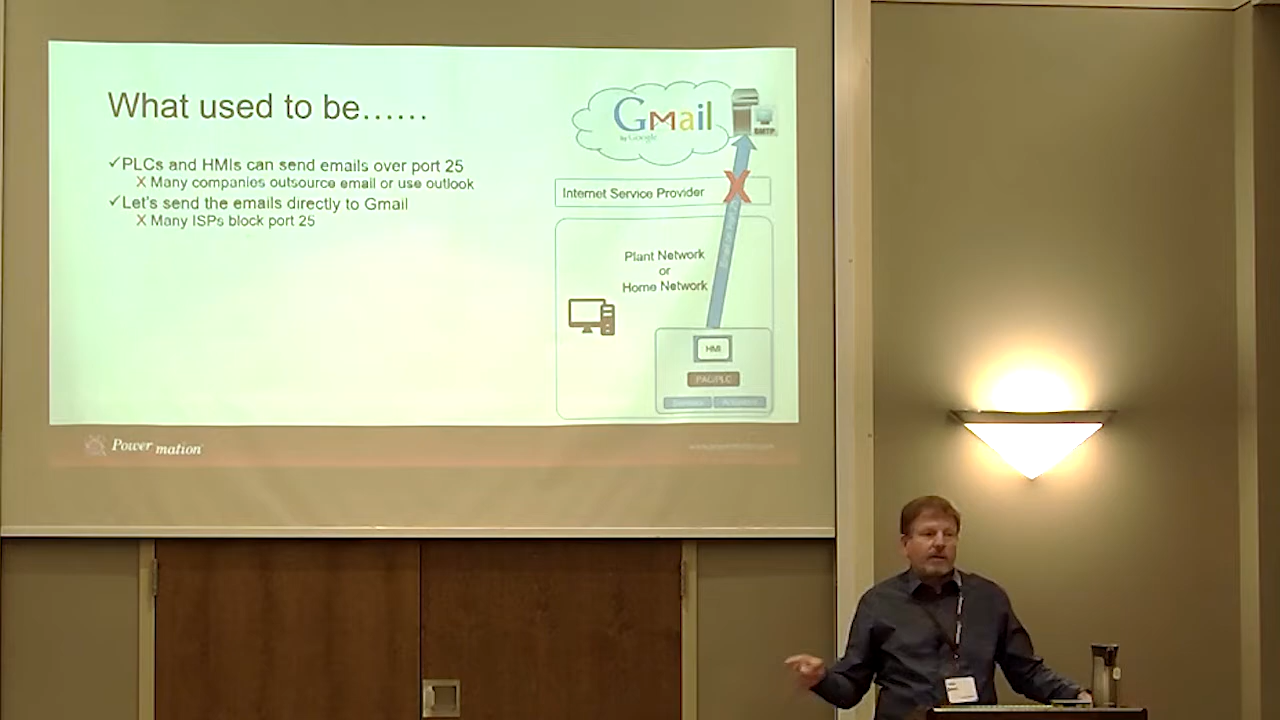 What used to be......
✓PLCs and HMIs can send emails over port 25
X Many companies outsource email or use outlook
✓Let's send the emails directly to Gmail
X Many ISPs block port 25
Gmail
by Google
SMTP
Internet Service Provider
X
Plant Network
or
Home Network
HMI
PAC/PLC
Power mation